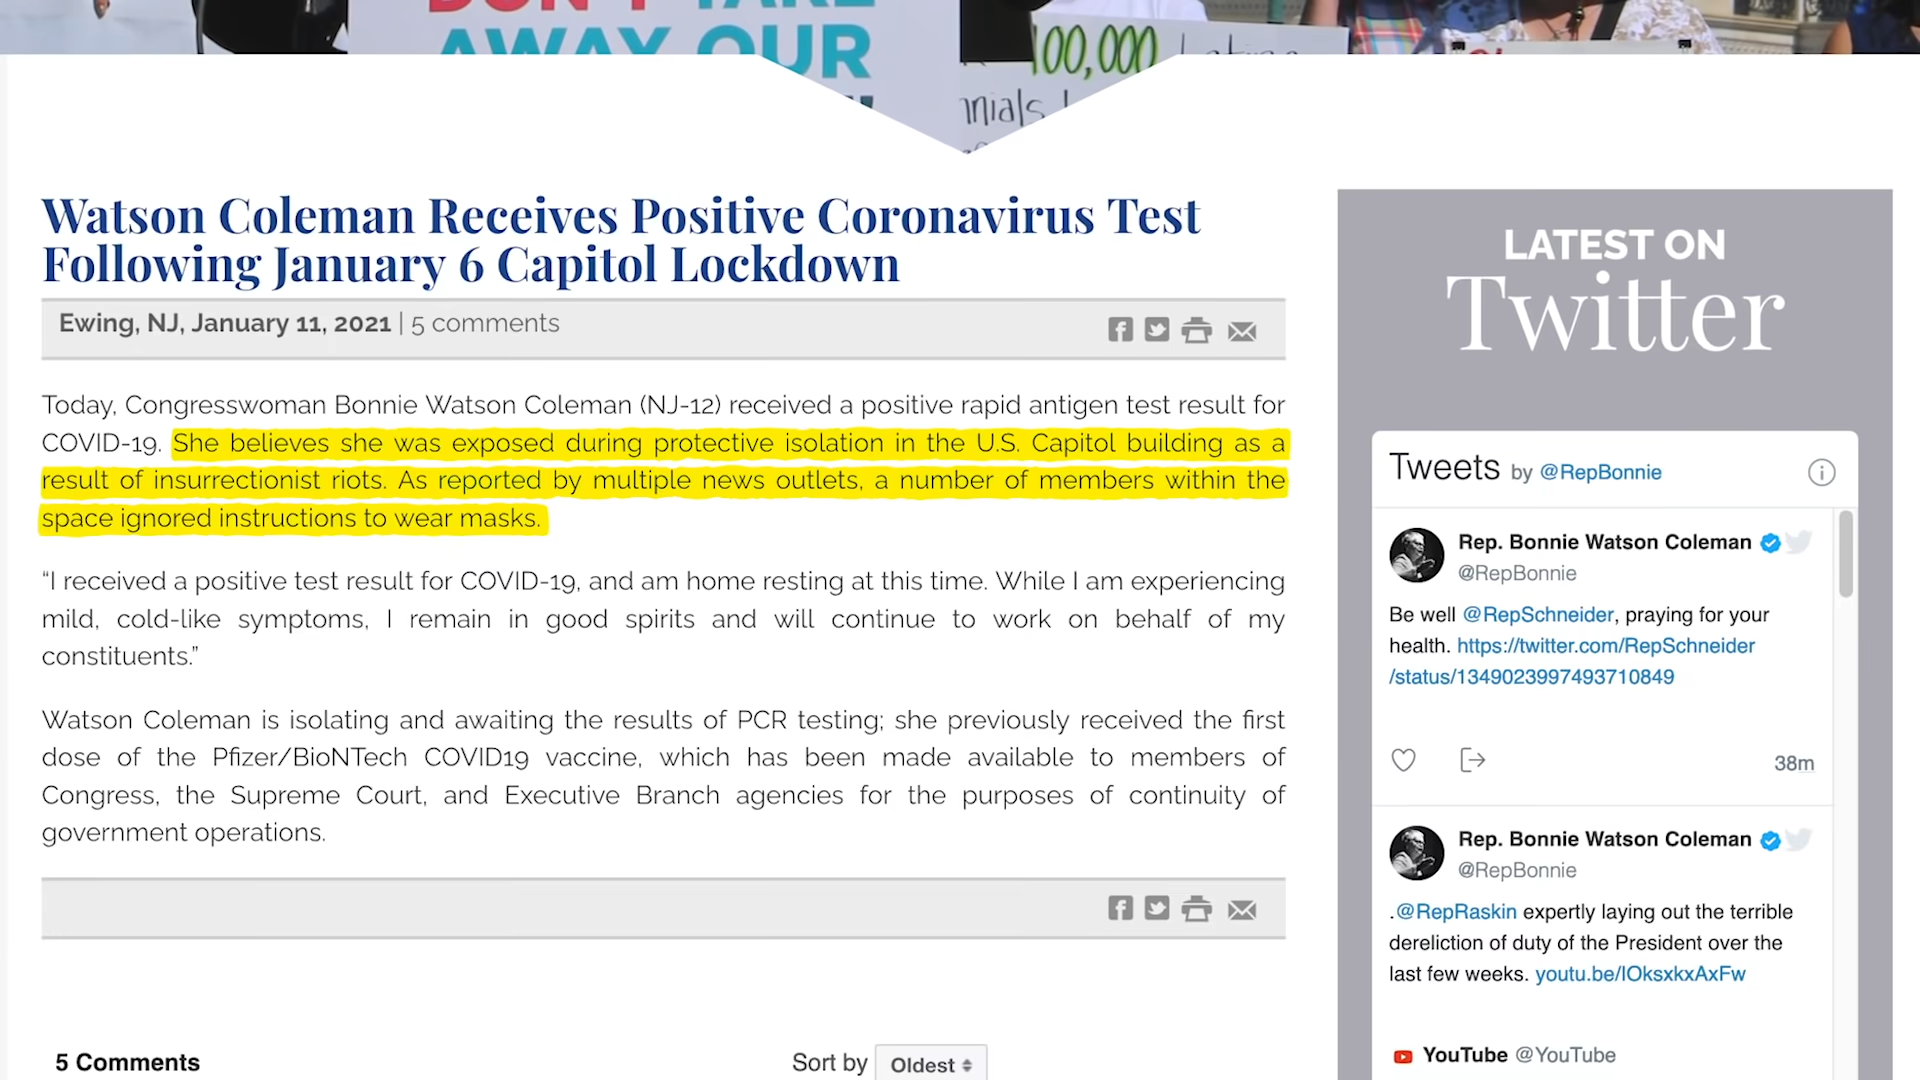 DON'T TAKE
AWAY OUR
100,000
nnials
Watson Coleman Receives Positive Coronavirus Test
Following January 6 Capitol Lockdown
Ewing, NJ, January 11, 2021 | 5 comments
Today, Congresswoman Bonnie Watson Coleman (NJ-12) received a positive rapid antigen test result for
COVID-19. She believes she was exposed during protective isolation in the U.S. Capitol building as a
result of insurrectionist riots. As reported by multiple news outlets, a number of members within the
space ignored instructions to wear masks.
“I received a positive test result for COVID-19, and am home resting at this time. While I am experiencing
mild, cold-like symptoms, I remain in good spirits and will continue to work on behalf of my
constituents.”
Watson Coleman is isolating and awaiting the results of PCR testing; she previously received the first
dose of the Pfizer/BioNTech COVID19 vaccine, which has been made available to members of
Congress, the Supreme Court, and Executive Branch agencies for the purposes of continuity of
government operations.
5 Comments
Sort by Oldest
LATEST ON
Twitter
Tweets by @RepBonnie
Rep. Bonnie Watson Coleman
@RepBonnie
Be well @RepSchneider, praying for your
health. https://twitter.com/RepSchneider
/status/1349023997493710849
38m
Rep. Bonnie Watson Coleman
@RepBonnie
.@RepRaskin expertly laying out the terrible
dereliction of duty of the President over the
last few weeks. youtu.be/IOksxkxAxFw
YouTube @YouTube